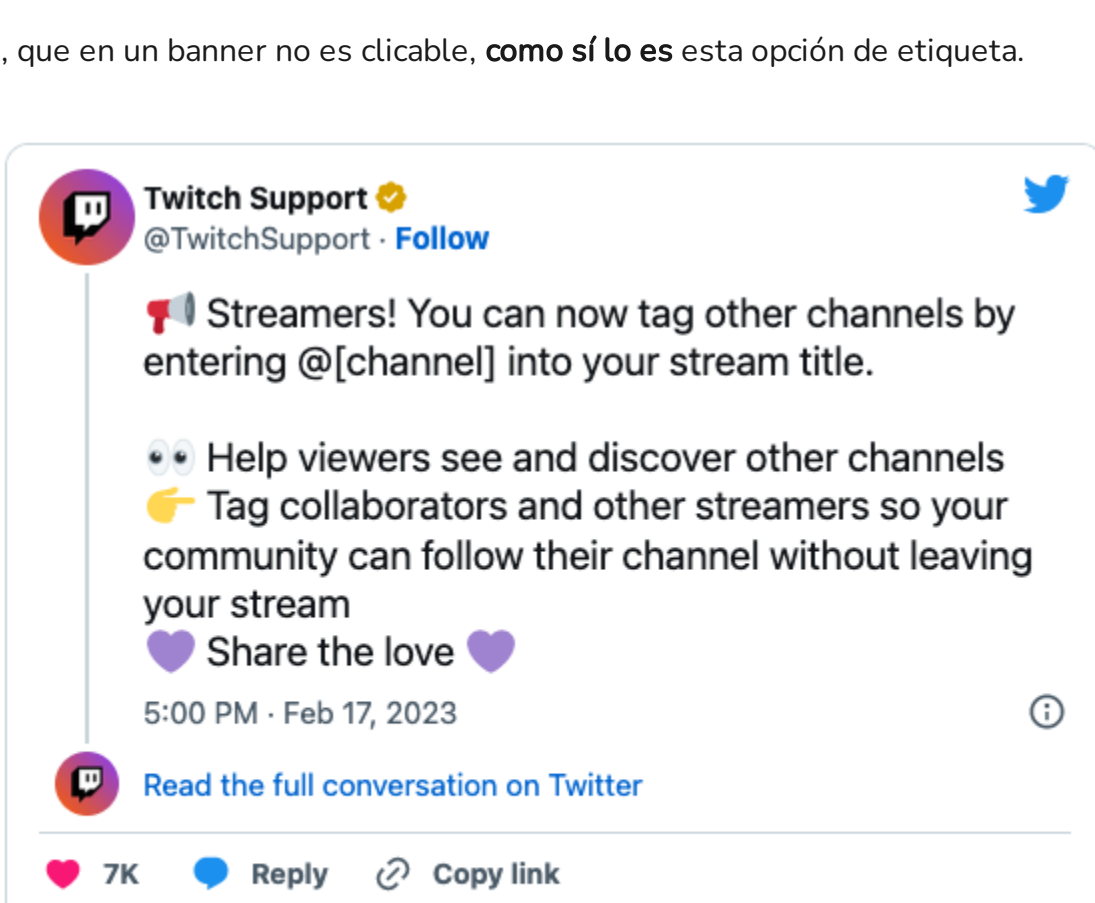 , que en un banner no es clicable, como sí lo es esta opción de etiqueta.
Twitch Support
@TwitchSupport · Follow
📢 Streamers! You can now tag other channels by
entering @[channel] into your stream title.
👀 Help viewers see and discover other channels
👉 Tag collaborators and other streamers so your
community can follow their channel without leaving
your stream
💜 Share the love 💜
5:00 PM · Feb 17, 2023
Read the full conversation on Twitter
7K Reply Copy link